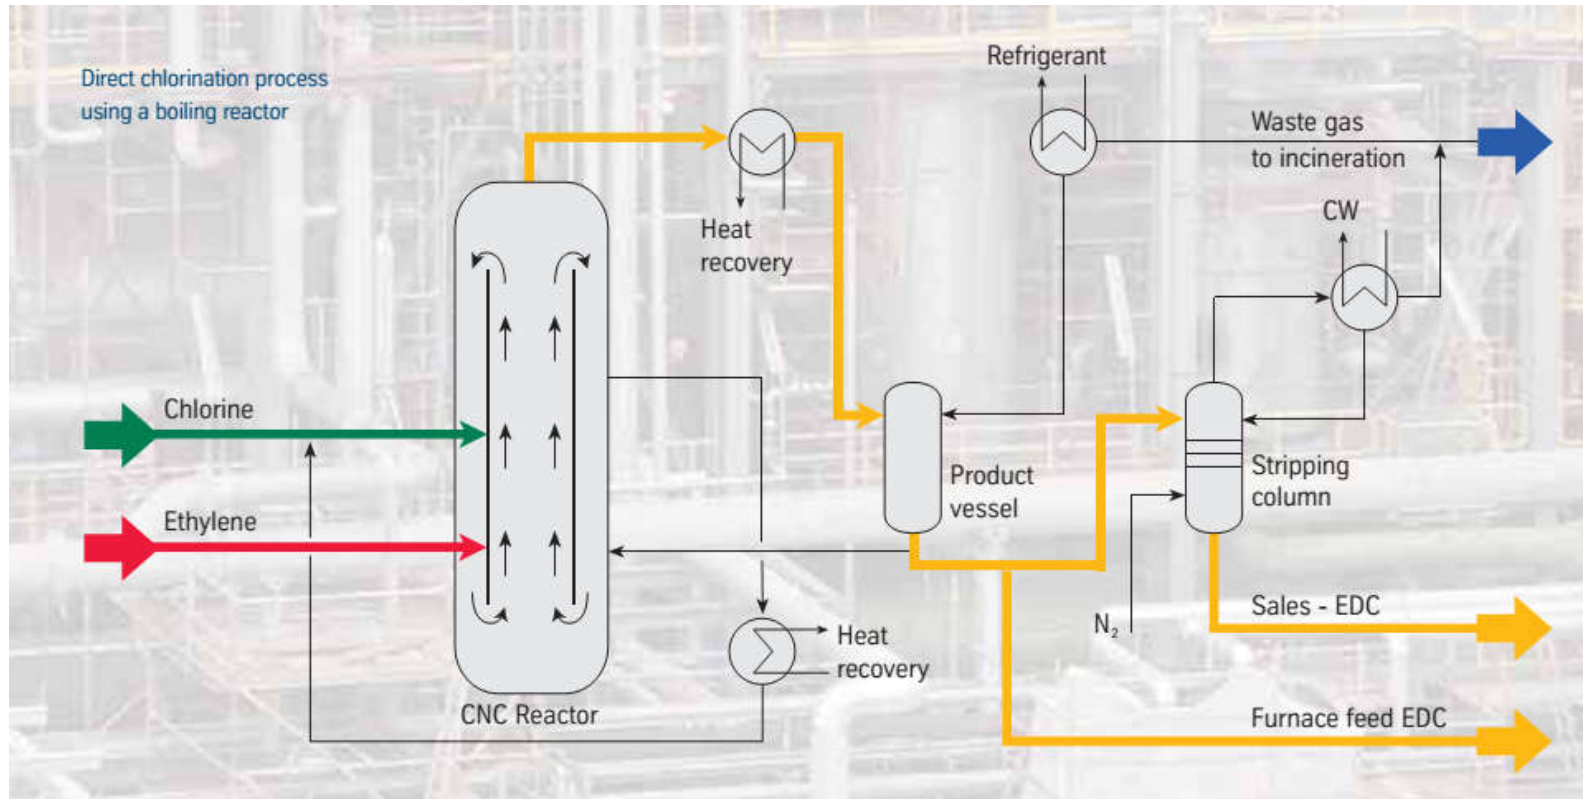 Direct chlorination process
using a boiling reactor
Refrigerant
Waste gas
to incineration
CW
Heat
recovery
Chlorine
Ethylene
Product
vessel
Stripping
column
N₂
Heat
recovery
Sales - EDC
CNC Reactor
Furnace feed EDC